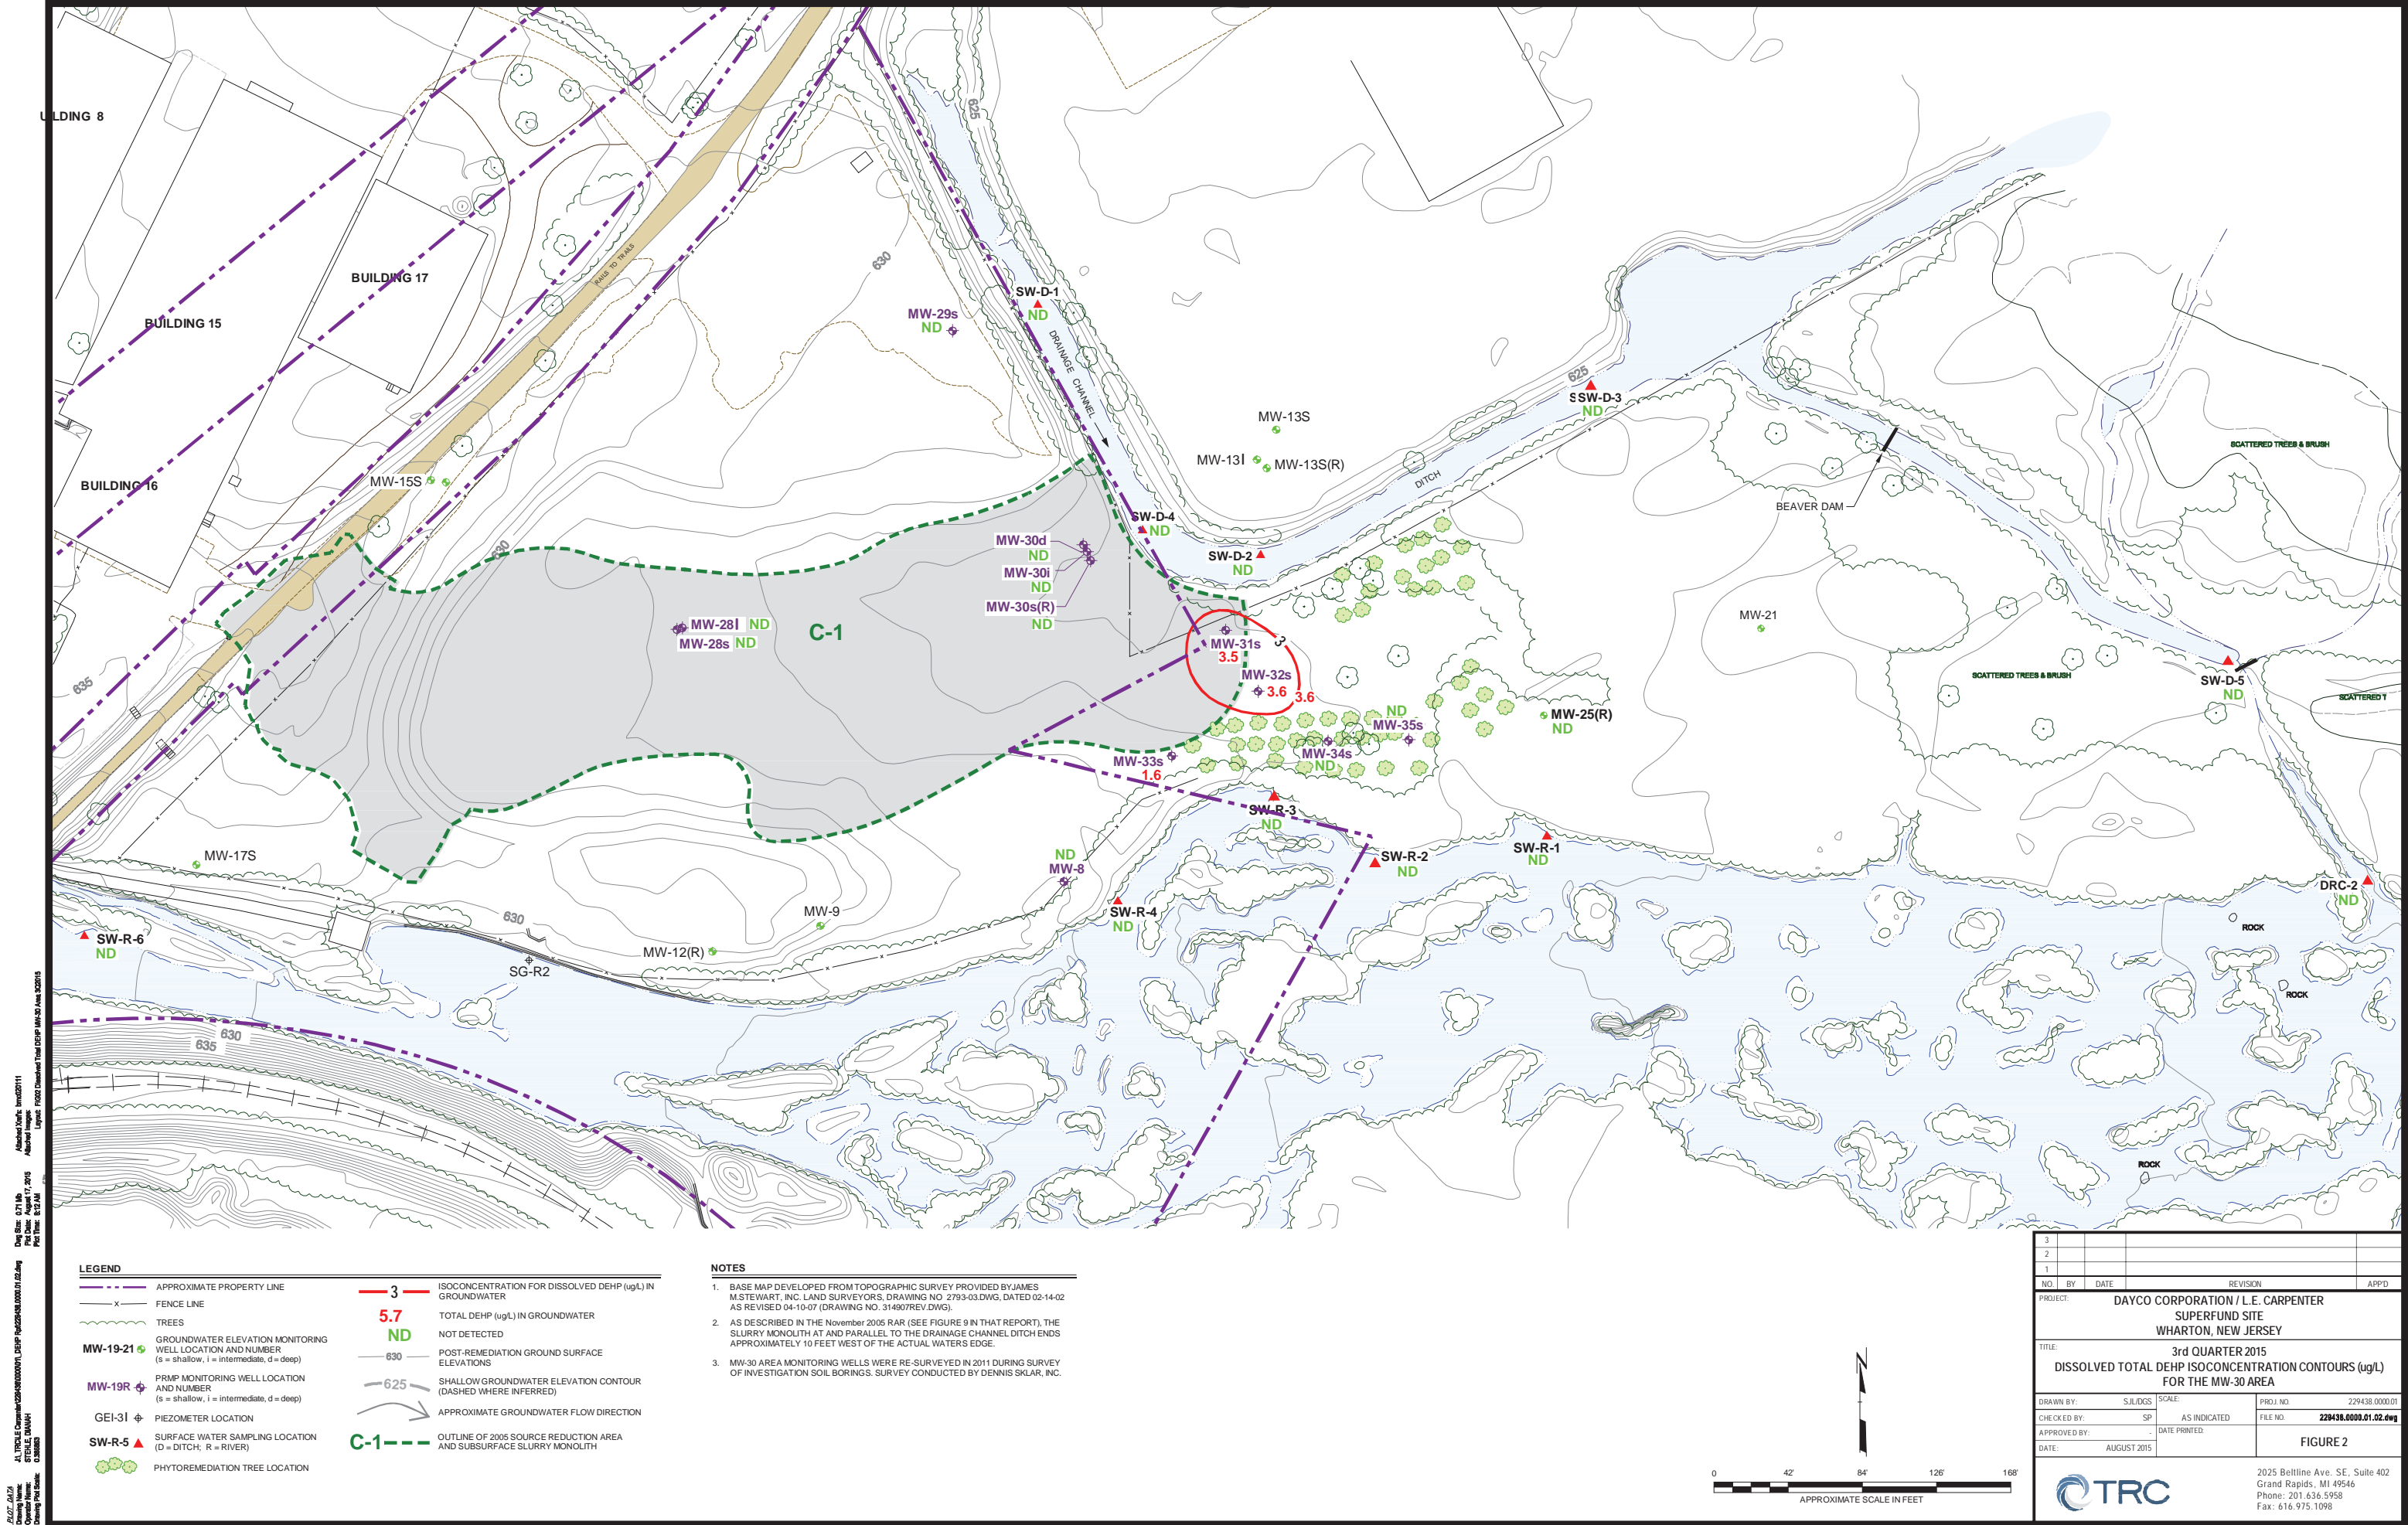 ULDING 8
BUILDING 17
BUILDING 15
BUILDING 16
RAILS TO TRAILS
625
630
SW-D-1
ND
MW-29s
ND
DRAINAGE CHANNEL
MW-13S
MW-13I
MW-13S(R)
625
SSW-D-3
ND
DITCH
SCATTERED TREES & BRUSH
BEAVER DAM
MW-15S
630
SW-D-4
ND
SW-D-2
ND
MW-30d
ND
MW-30i
ND
MW-30s(R)
ND
MW-28I ND
MW-28s ND
C-1
MW-31s
3.5
3
MW-32s
3.6
3.6
MW-21
SCATTERED TREES & BRUSH
SW-D-5
ND
SCATTERED T
635
ND
MW-35s
MW-25(R)
ND
MW-34s
ND
MW-33s
1.6
SW-R-3
ND
SW-R-2
ND
SW-R-1
ND
DRC-2
ND
MW-17S
ND
MW-8
SW-R-4
ND
MW-9
630
MW-12(R)
SG-R2
SW-R-6
ND
ROCK
ROCK
ROCK
630
635
LEGEND
APPROXIMATE PROPERTY LINE
FENCE LINE
TREES
MW-19-21
GROUNDWATER ELEVATION MONITORING
WELL LOCATION AND NUMBER
(s = shallow, i = intermediate, d = deep)
MW-19R
PRMP MONITORING WELL LOCATION
AND NUMBER
(s = shallow, i = intermediate, d = deep)
GEI-3I PIEZOMETER LOCATION
SW-R-5
SURFACE WATER SAMPLING LOCATION
(D = DITCH; R = RIVER)
PHYTOREMEDIATION TREE LOCATION
3
ISOCONCENTRATION FOR DISSOLVED DEHP (ug/L) IN
GROUNDWATER
5.7 TOTAL DEHP (ug/L) IN GROUNDWATER
ND NOT DETECTED
630
POST-REMEDIATION GROUND SURFACE
ELEVATIONS
625
SHALLOW GROUNDWATER ELEVATION CONTOUR
(DASHED WHERE INFERRED)
APPROXIMATE GROUNDWATER FLOW DIRECTION
C-1
OUTLINE OF 2005 SOURCE REDUCTION AREA
AND SUBSURFACE SLURRY MONOLITH
NOTES
1. BASE MAP DEVELOPED FROM TOPOGRAPHIC SURVEY PROVIDED BYJAMES
M.STEWART, INC. LAND SURVEYORS, DRAWING NO 2793-03.DWG, DATED 02-14-02
AS REVISED 04-10-07 (DRAWING NO. 314907REV.DWG).
2. AS DESCRIBED IN THE November 2005 RAR (SEE FIGURE 9 IN THAT REPORT), THE
SLURRY MONOLITH AT AND PARALLEL TO THE DRAINAGE CHANNEL DITCH ENDS
APPROXIMATELY 10 FEET WEST OF THE ACTUAL WATERS EDGE.
3. MW-30 AREA MONITORING WELLS WERE RE-SURVEYED IN 2011 DURING SURVEY
OF INVESTIGATION SOIL BORINGS. SURVEY CONDUCTED BY DENNIS SKLAR, INC.
N
0 42' 84' 126' 168'
APPROXIMATE SCALE IN FEET
3
2
1
NO. BY DATE REVISION APP'D
PROJECT:
DAYCO CORPORATION / L.E. CARPENTER
SUPERFUND SITE
WHARTON, NEW JERSEY
TITLE:
3rd QUARTER 2015
DISSOLVED TOTAL DEHP ISOCONCENTRATION CONTOURS (ug/L)
FOR THE MW-30 AREA
DRAWN BY: SJL/DGS SCALE: PROJ. NO. 229438.0000.01
CHECKED BY: SP AS INDICATED FILE NO. 229438.0000.01.02.dwg
APPROVED BY: - DATE PRINTED:
DATE: AUGUST 2015
FIGURE 2
TRC
2025 Beltline Ave. SE, Suite 402
Grand Rapids, MI 49546
Phone: 201.636.5958
Fax: 616.975.1098